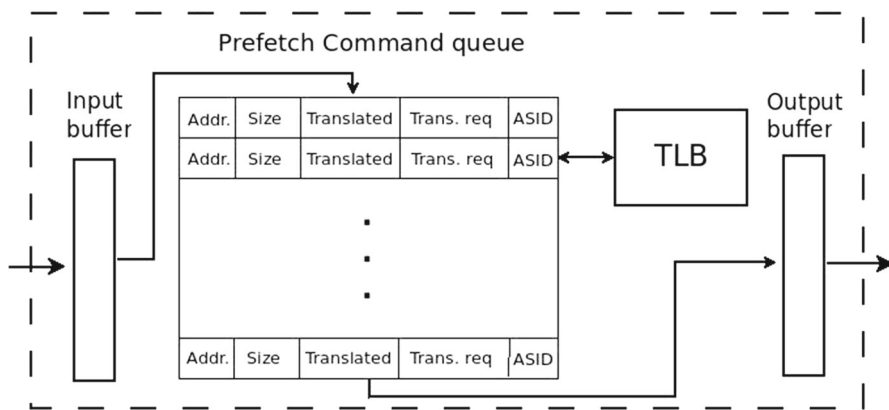 Prefetch Command queue
Input
buffer
Addr. Size Translated Trans. req ASID
Addr. Size Translated Trans. req ASID
TLB
Output
buffer
Addr. Size Translated Trans. req ASID